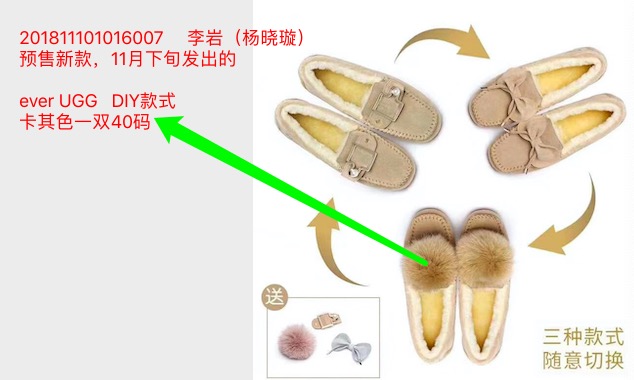 201811101016007 李岩（杨晓璇）
预售新款，11月下旬发出的
ever UGG DIY款式
卡其色一双40码
送
三种款式
随意切换